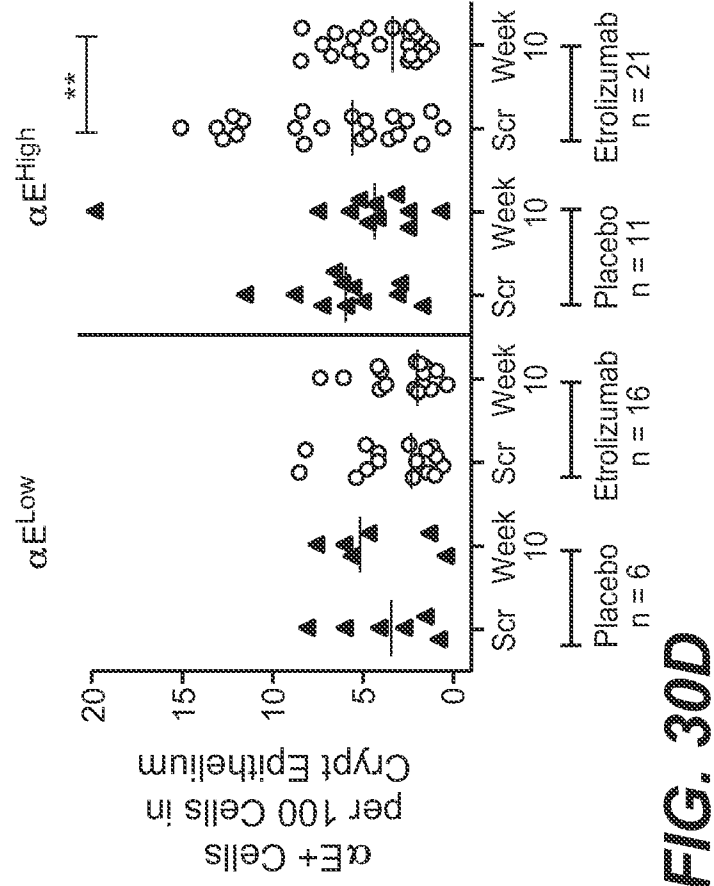 αE^Low
αE^High
**
αE+ Cells
per 100 Cells in
Crypt Epithelium
20
15
10
5
0
Scr Week 10 Scr Week 10 Scr Week 10 Scr Week 10
Placebo Etrolizumab Placebo Etrolizumab
n = 6 n = 16 n = 11 n = 21
FIG. 30D